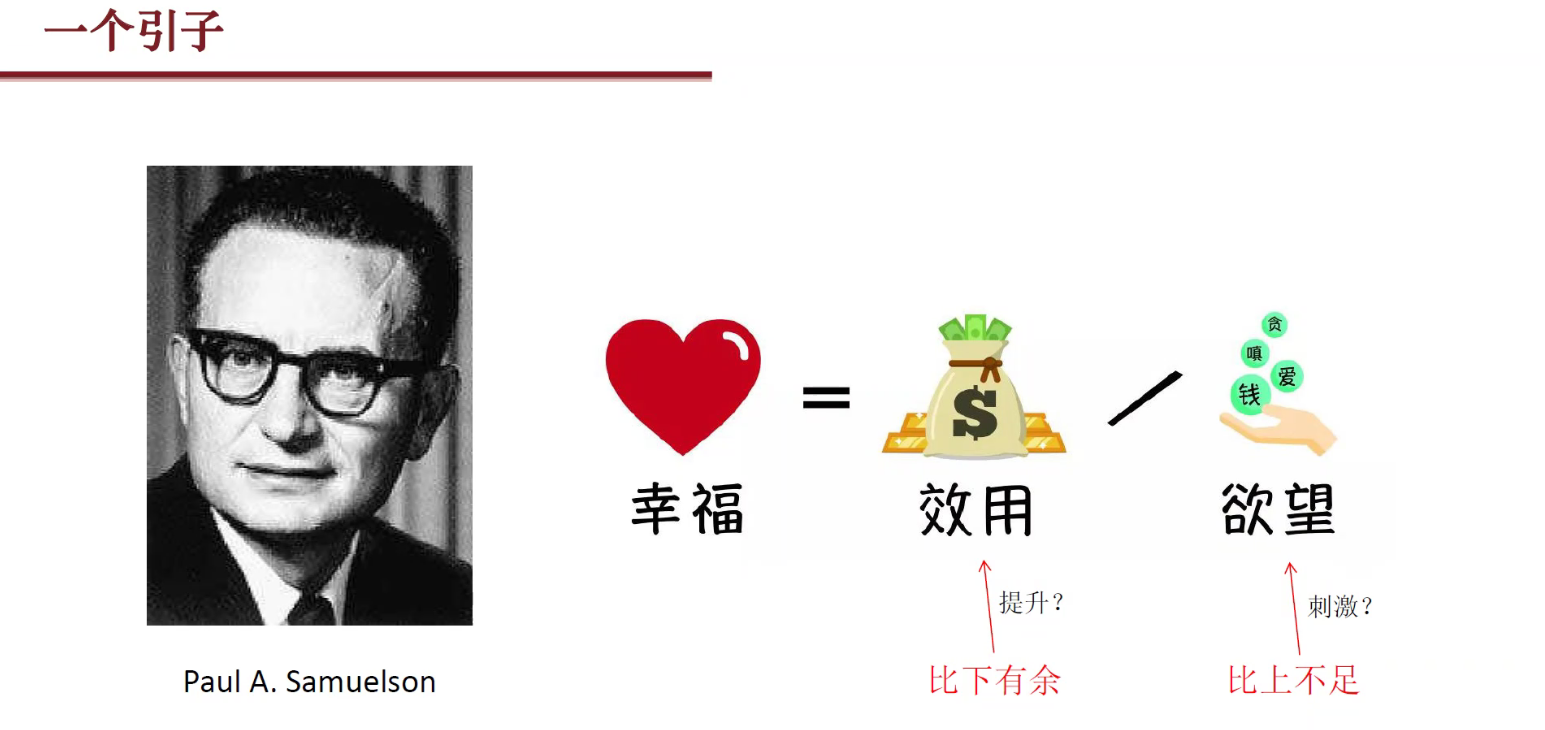 一个引子
贪
嗔
爱
钱
$
=
/
幸福
效用
欲望
提升?
刺激?
比下有余
比上不足
Paul A. Samuelson